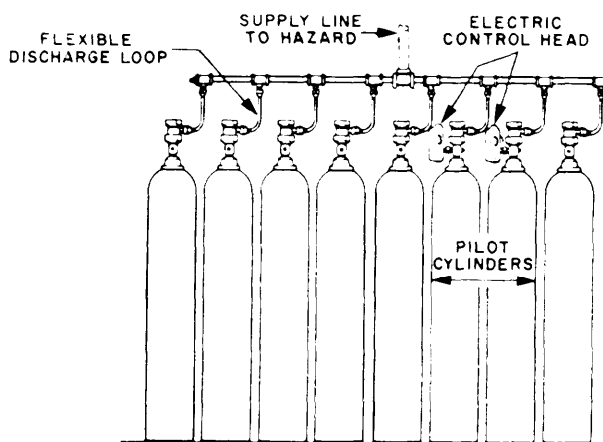 FLEXIBLE
DISCHARGE LOOP
SUPPLY LINE
TO HAZARD
ELECTRIC
CONTROL HEAD
PILOT
CYLINDERS